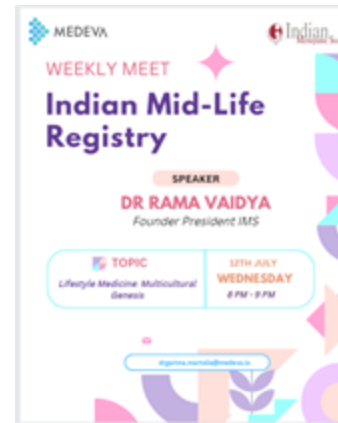 MEDEVA
Indian
WEEKLY MEET
Indian Mid-Life
Registry
SPEAKER
DR RAMA VAIDYA
Founder President IMS
TOPIC
Lifestyle Medicine: Multicultural
Genesis
12TH JULY
WEDNESDAY
8 PM - 9 PM